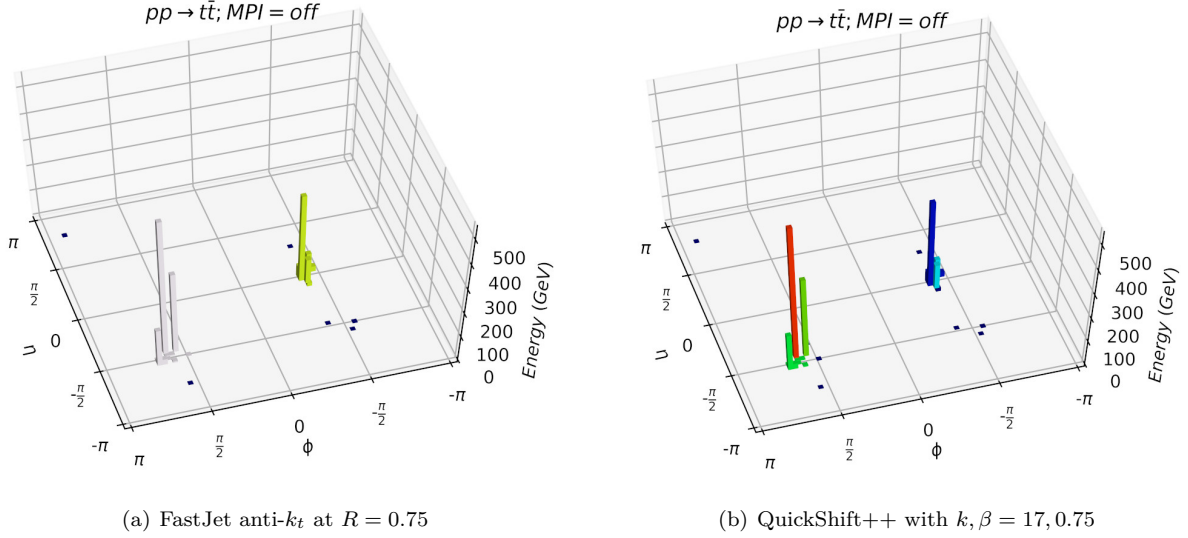 pp → tt̄; MPI = off
500
400
300
200
100
0
Energy (GeV)
π
π/2
0
-π/2
-π
η
π
π/2
0
-π/2
-π
ϕ
(a) FastJet anti-kt at R = 0.75
pp → tt̄; MPI = off
500
400
300
200
100
0
Energy (GeV)
π
π/2
0
-π/2
-π
η
π
π/2
0
-π/2
-π
ϕ
(b) QuickShift++ with k, β = 17, 0.75